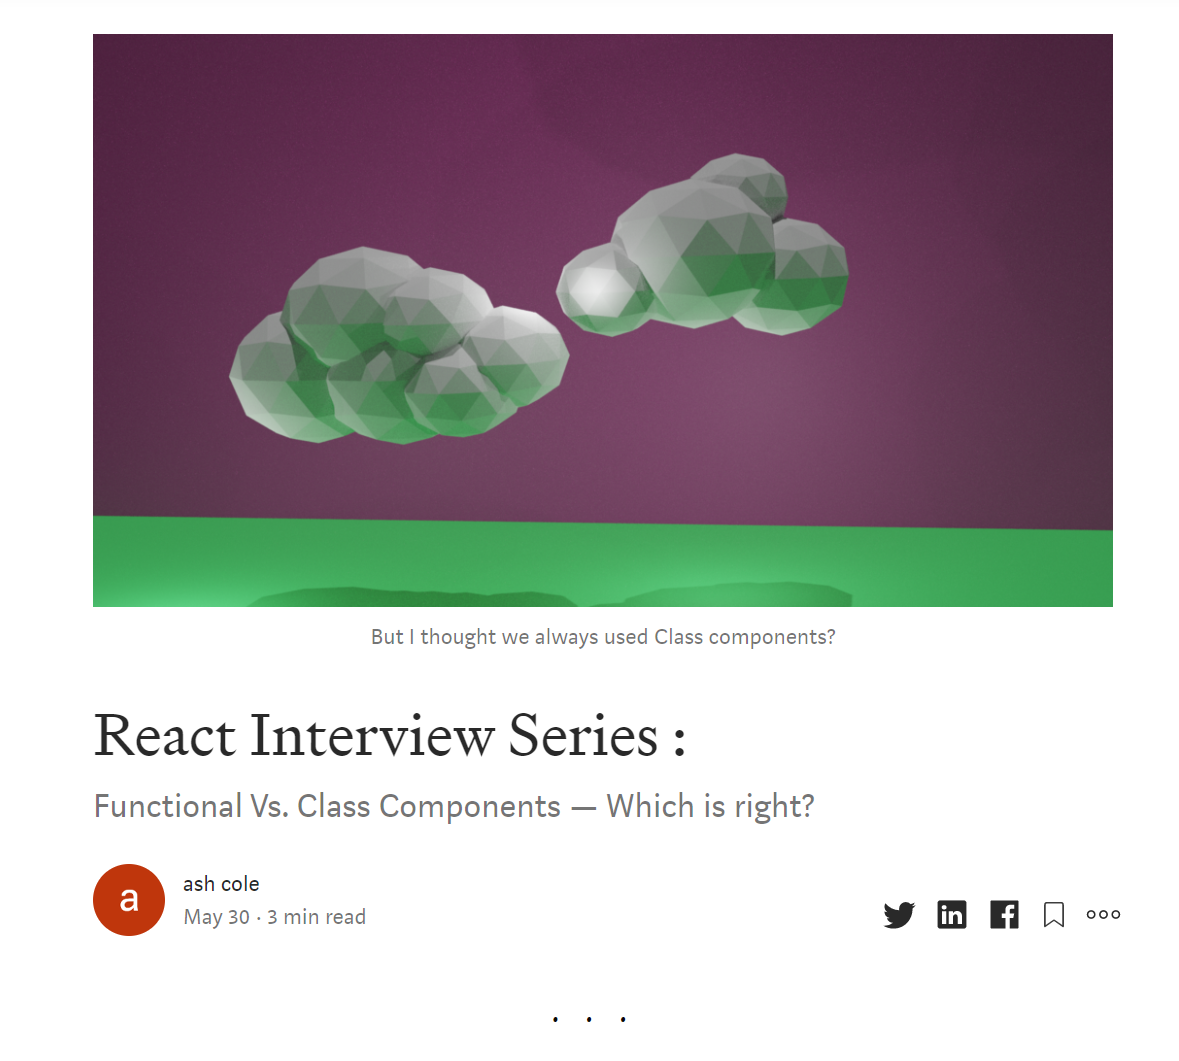 But I thought we always used Class components?
React Interview Series :
Functional Vs. Class Components — Which is right?
a
ash cole
May 30 · 3 min read
in
. . .